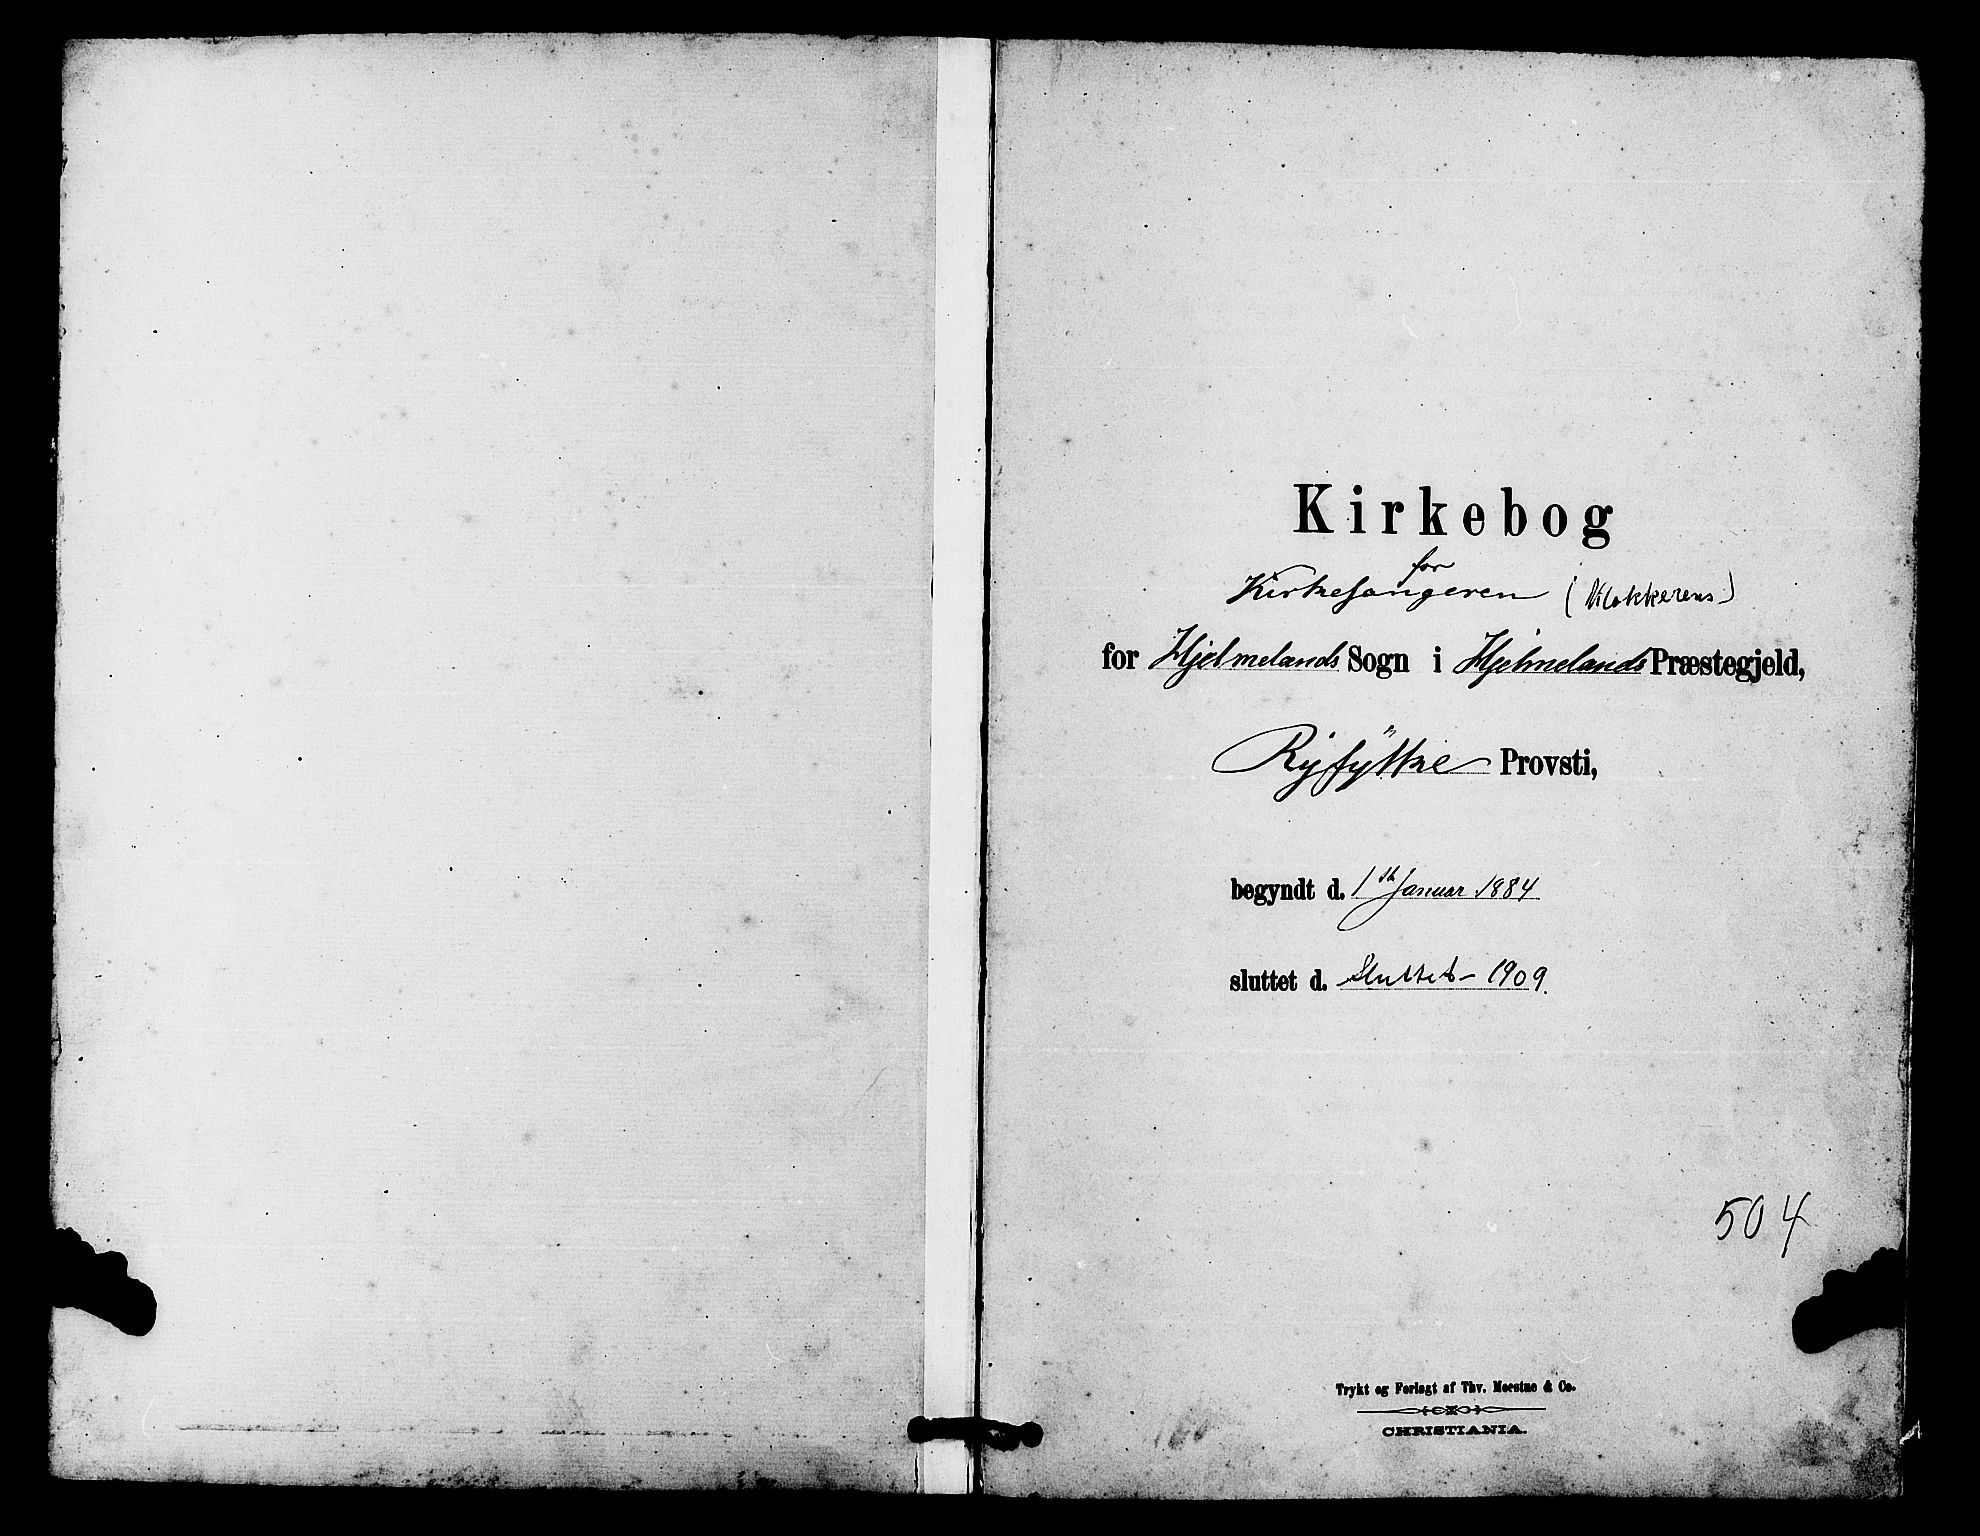 Kirkebog
for
Kirkesangeren (Klokkerens)
for Hjelmelands Sogn i Hjelmelands Præstegjeld,
Ryfylke Provsti,
begyndt d. 1ste Januar 1884
sluttet d. Sluttet 1909.
504
Trykt og Forlagt af Thv. Moestue & Co.
CHRISTIANIA.
160